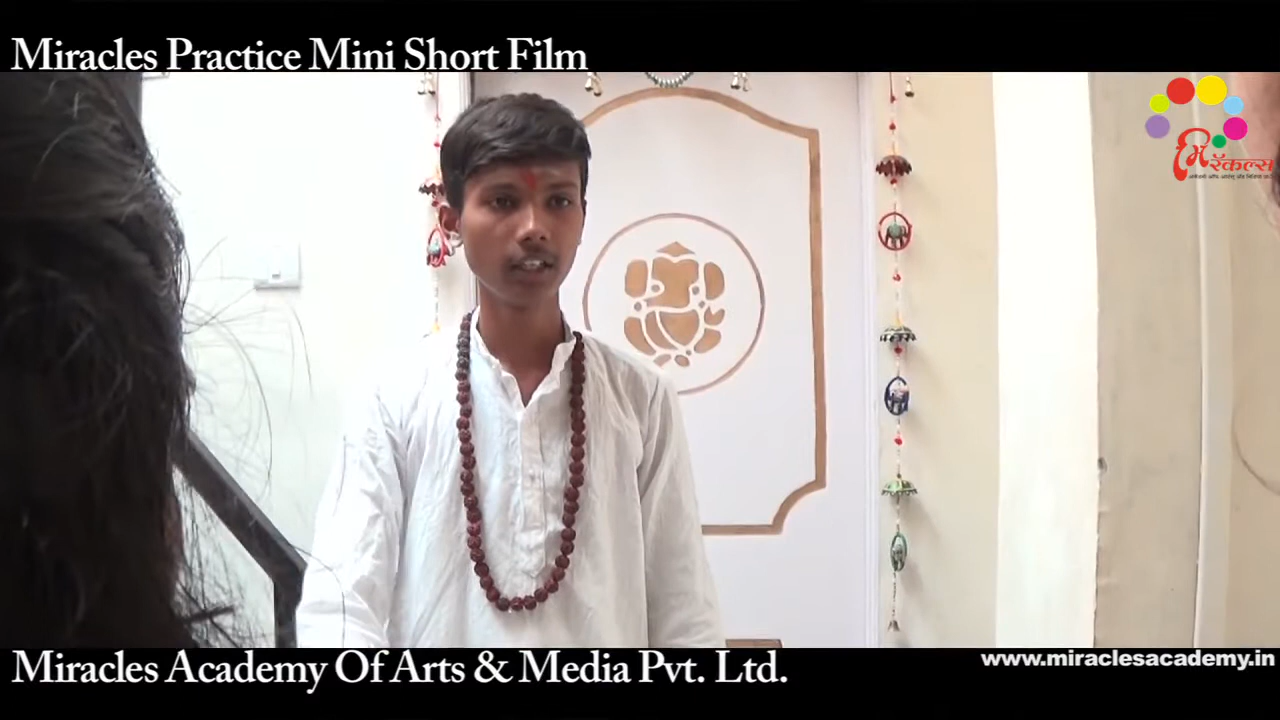 Miracles Practice Mini Short Film
मिरॅकल्स
Miracles Academy Of Arts & Media Pvt. Ltd.
www.miraclesacademy.in